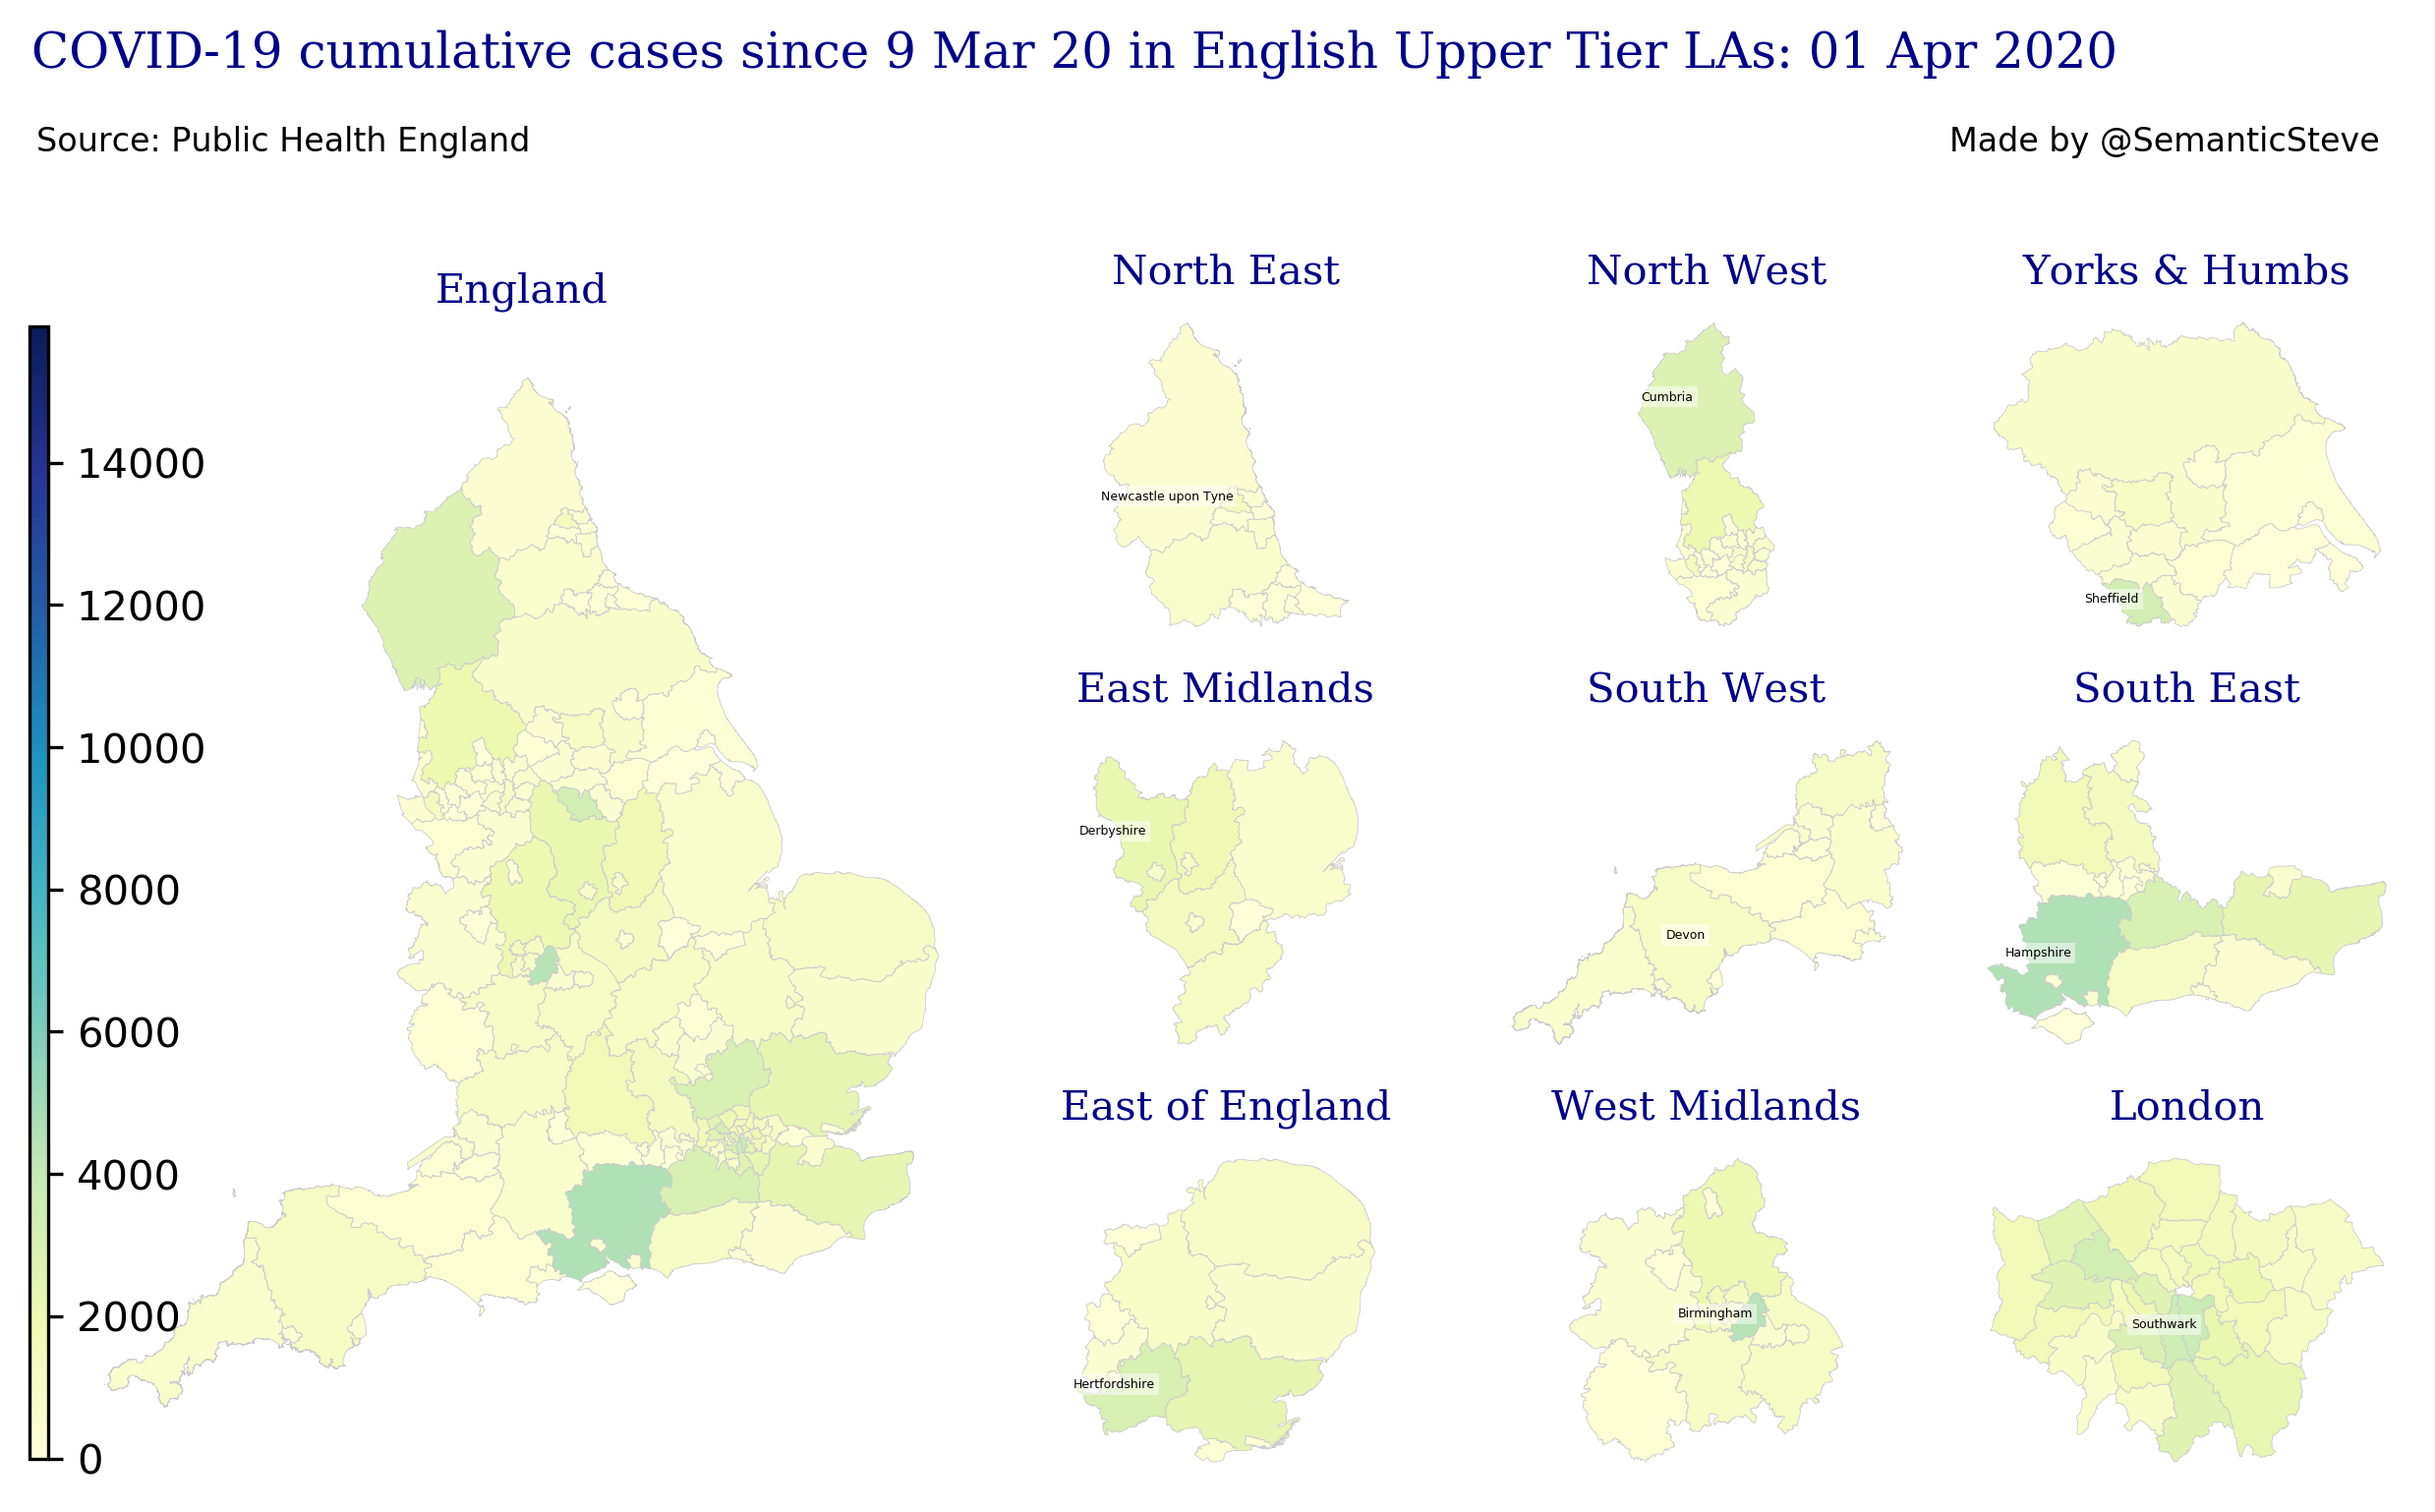 COVID-19 cumulative cases since 9 Mar 20 in English Upper Tier LAs: 01 Apr 2020
Source: Public Health England
Made by @SemanticSteve
England
14000
12000
10000
8000
6000
4000
2000
0
North East
Newcastle upon Tyne
North West
Cumbria
Yorks & Humbs
Sheffield
East Midlands
Derbyshire
South West
Devon
South East
Hampshire
East of England
Hertfordshire
West Midlands
Birmingham
London
Southwark